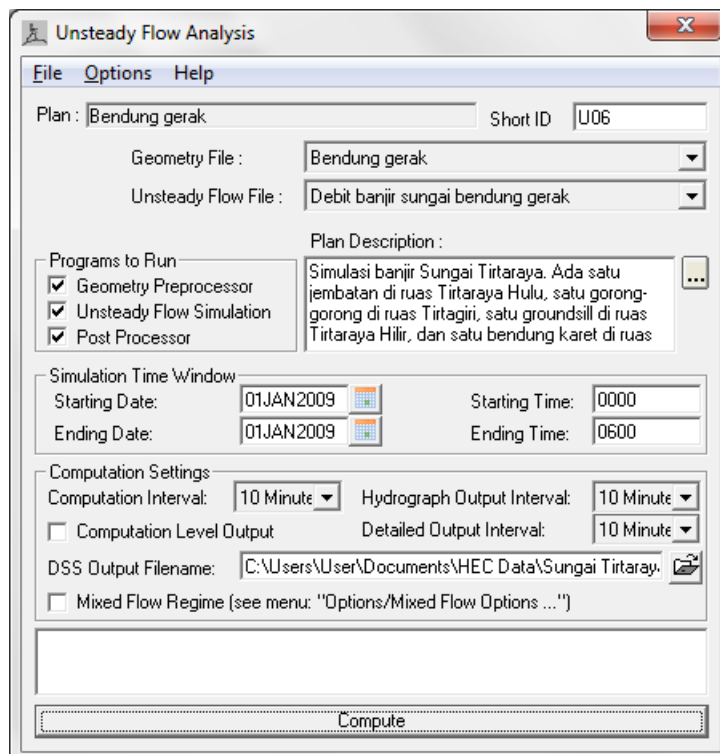 Unsteady Flow Analysis
File Options Help
Plan : Bendung gerak Short ID U06
Geometry File : Bendung gerak
Unsteady Flow File : Debit banjir sungai bendung gerak
Plan Description :
Programs to Run
Geometry Preprocessor
Unsteady Flow Simulation
Post Processor
Simulasi banjir Sungai Tirtaraya. Ada satu
jembatan di ruas Tirtaraya Hulu, satu gorong-
gorong di ruas Tirtagiri, satu groundsill di ruas
Tirtaraya Hilir, dan satu bendung karet di ruas
...
Simulation Time Window
Starting Date: 01JAN2009 Starting Time: 0000
Ending Date: 01JAN2009 Ending Time: 0600
Computation Settings
Computation Interval: 10 Minute Hydrograph Output Interval: 10 Minute
Computation Level Output Detailed Output Interval: 10 Minute
DSS Output Filename: C:\Users\User\Documents\HEC Data\Sungai Tirtaray
Mixed Flow Regime (see menu: "Options/Mixed Flow Options ...")
Compute